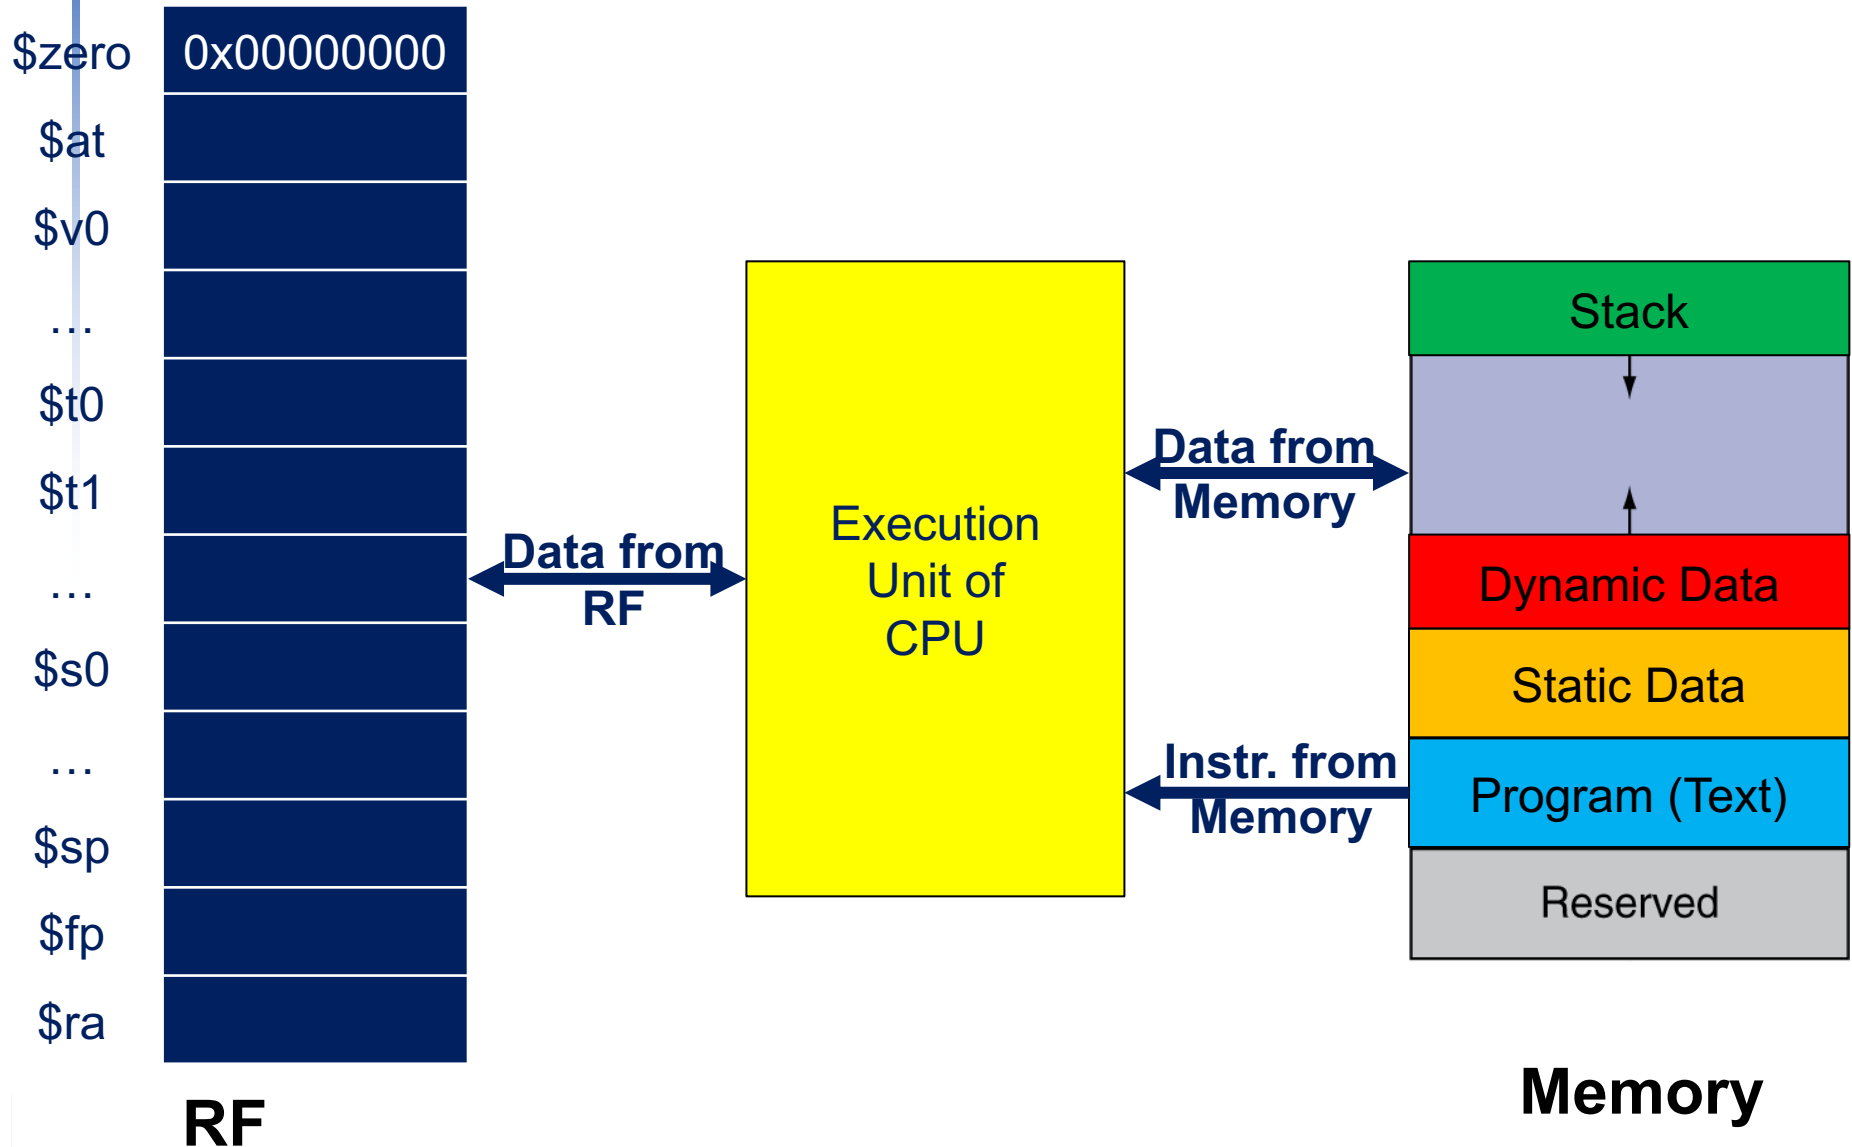 $zero
0x00000000
$at
$v0
…
$t0
$t1
…
$s0
…
$sp
$fp
$ra
RF
Data from
RF
Execution
Unit of
CPU
Data from
Memory
Instr. from
Memory
Stack
Dynamic Data
Static Data
Program (Text)
Reserved
Memory